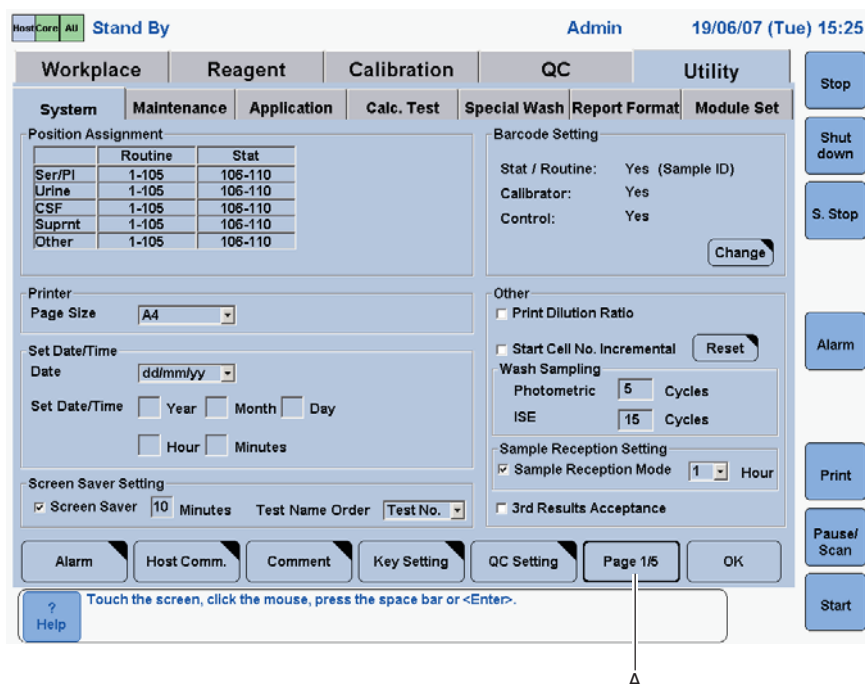 Host Core All Stand By Admin 19/06/07 (Tue) 15:25
Workplace Reagent Calibration QC Utility
System Maintenance Application Calc. Test Special Wash Report Format Module Set
Position Assignment
Routine Stat
Ser/Pl 1-105 106-110
Urine 1-105 106-110
CSF 1-105 106-110
Suprnt 1-105 106-110
Other 1-105 106-110
Barcode Setting
Stat / Routine: Yes (Sample ID)
Calibrator: Yes
Control: Yes
Change
Printer
Page Size A4
Set Date/Time
Date dd/mm/yy
Set Date/Time Year Month Day
Hour Minutes
Screen Saver Setting
Screen Saver 10 Minutes Test Name Order Test No.
Other
Print Dilution Ratio
Start Cell No. Incremental Reset
Wash Sampling
Photometric 5 Cycles
ISE 15 Cycles
Sample Reception Setting
Sample Reception Mode 1 Hour
3rd Results Acceptance
Alarm Host Comm. Comment Key Setting QC Setting Page 1/5 OK
? Help
Touch the screen, click the mouse, press the space bar or <Enter>.
Stop
Shut
down
S. Stop
Alarm
Print
Pause/
Scan
Start
A